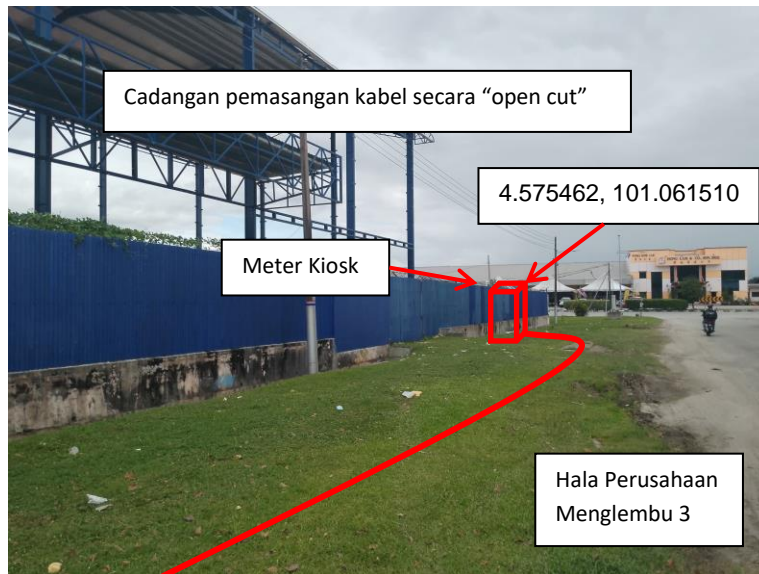 Cadangan pemasangan kabel secara “open cut”
4.575462, 101.061510
Meter Kiosk
Hala Perusahaan
Menglembu 3